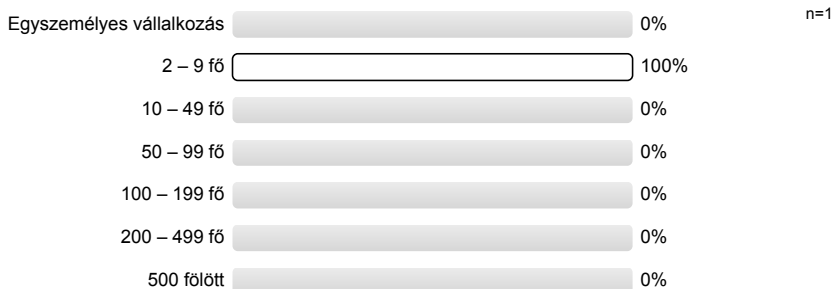 Egyszemélyes vállalkozás 0% n=1
2 – 9 fő 100%
10 – 49 fő 0%
50 – 99 fő 0%
100 – 199 fő 0%
200 – 499 fő 0%
500 fölött 0%